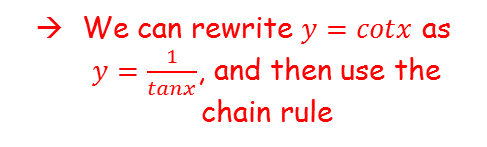 → We can rewrite y = cotx as
y = 1/tanx, and then use the
chain rule